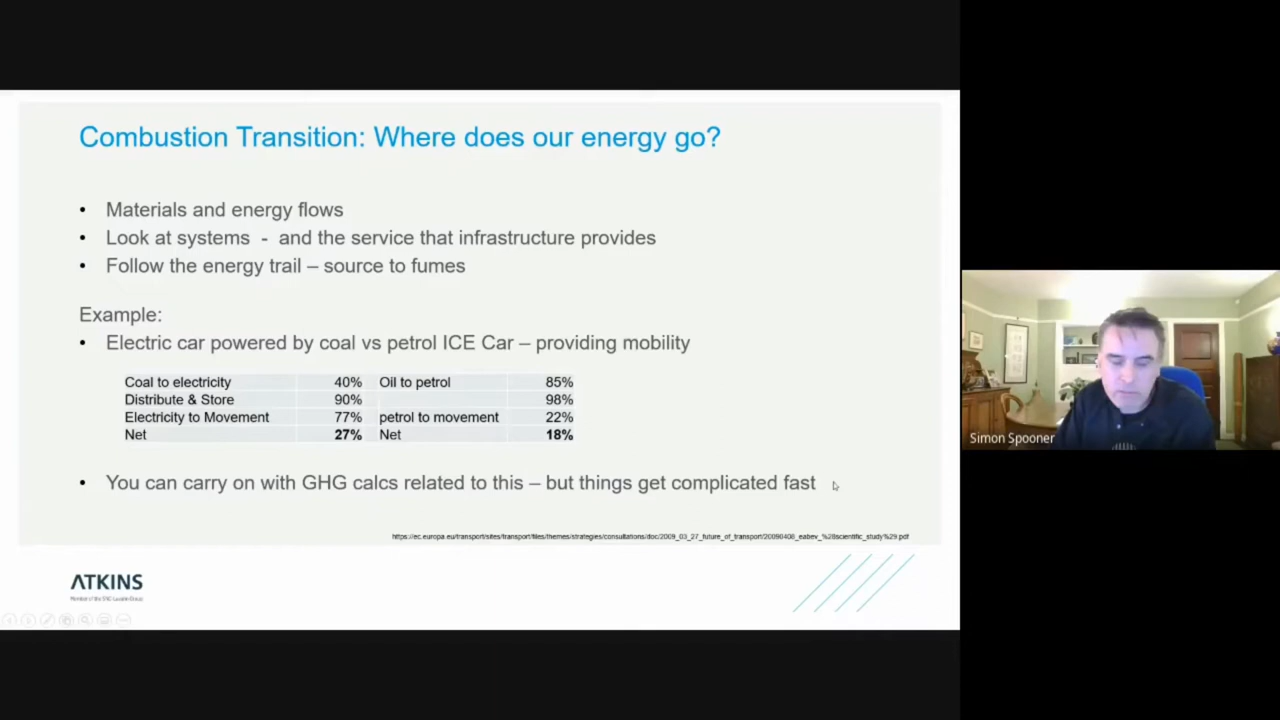 Combustion Transition: Where does our energy go?
• Materials and energy flows
• Look at systems - and the service that infrastructure provides
• Follow the energy trail – source to fumes
Example:
• Electric car powered by coal vs petrol ICE Car – providing mobility
Coal to electricity 40% Oil to petrol 85%
Distribute & Store 90% 98%
Electricity to Movement 77% petrol to movement 22%
Net 27% Net 18%
• You can carry on with GHG calcs related to this – but things get complicated fast
https://ec.europa.eu/transport/sites/transport/files/themes/strategies/consultations/doc/2009_03_27_future_of_transport/20090408_eabev_%28scientific_study%29.pdf
ATKINS
Member of the SNC-Lavalin Group
Simon Spooner